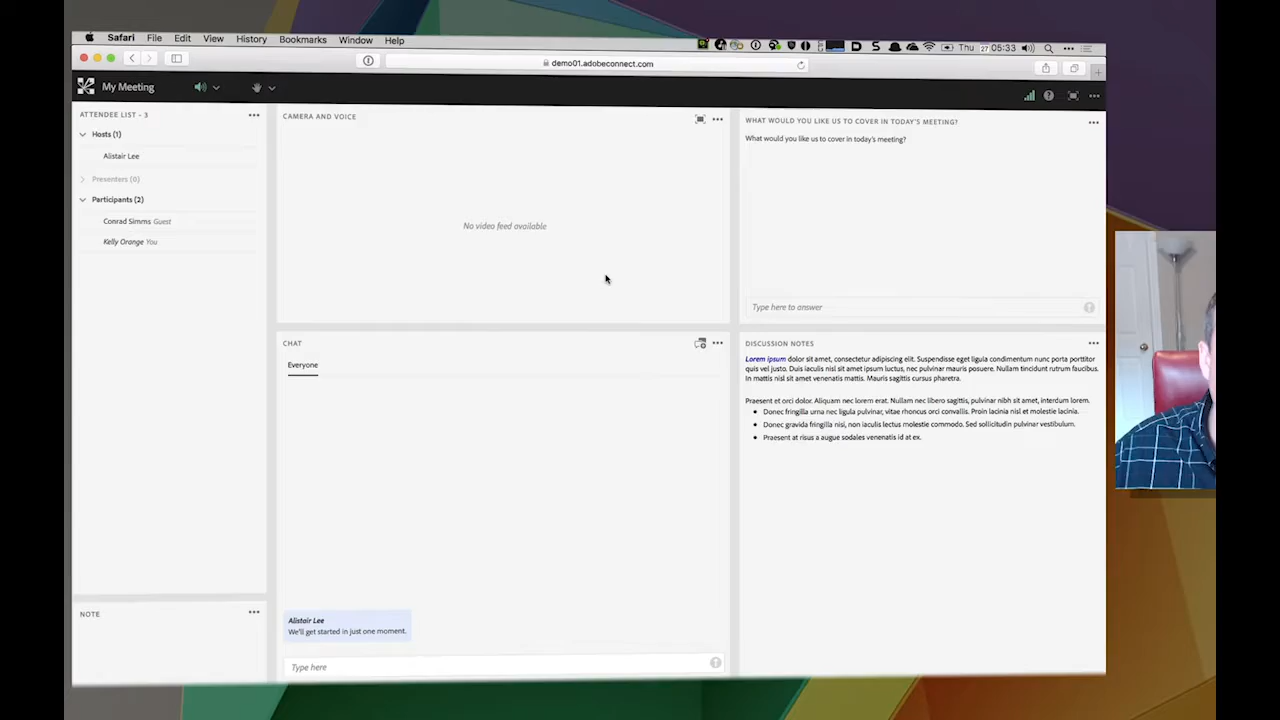 Safari File Edit View History Bookmarks Window Help
Thu 27 05:33
demo01.adobeconnect.com
My Meeting
ATTENDEE LIST - 3
Hosts (1)
Alistair Lee
Presenters (0)
Participants (2)
Conrad Simms Guest
Kelly Orange You
NOTE
CAMERA AND VOICE
No video feed available
CHAT
Everyone
Alistair Lee
We'll get started in just one moment.
Type here
WHAT WOULD YOU LIKE US TO COVER IN TODAY'S MEETING?
What would you like us to cover in today's meeting?
Type here to answer
DISCUSSION NOTES
Lorem ipsum dolor sit amet, consectetur adipiscing elit. Suspendisse eget ligula condimentum nunc porta porttitor
quis vel justo. Duis iaculis nisl sit amet ipsum luctus, nec pulvinar mauris posuere. Nullam tincidunt rutrum faucibus.
In mattis nisl sit amet venenatis mattis. Mauris sagittis cursus pharetra.
Praesent et orci dolor. Aliquam nec lorem erat. Nullam nec libero sagittis, pulvinar nibh sit amet, interdum lorem.
Donec fringilla urna nec ligula pulvinar, vitae rhoncus orci convallis. Proin lacinia nisl et molestie lacinia.
Donec gravida fringilla nisi, non iaculis lectus molestie commodo. Sed sollicitudin pulvinar vestibulum.
Praesent at risus a augue sodales venenatis id at ex.